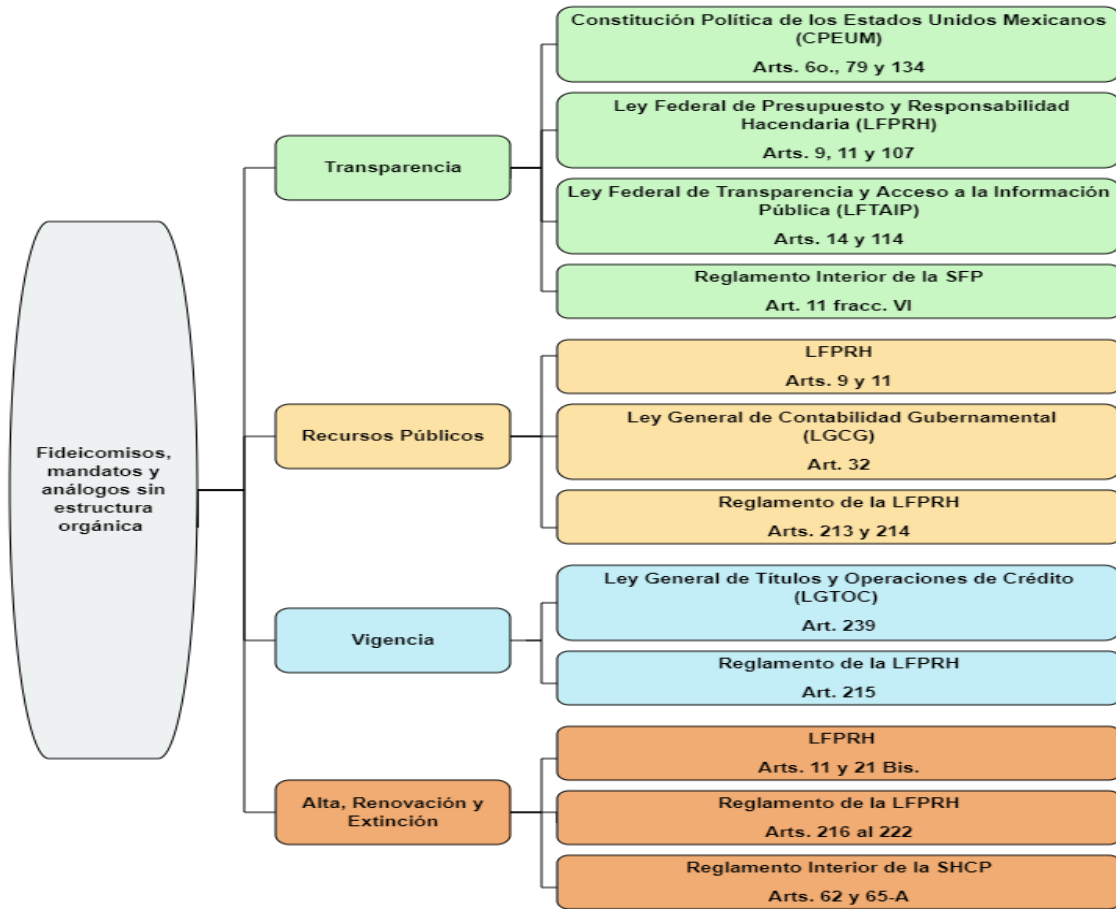 Fideicomisos,
mandatos y
análogos sin
estructura
orgánica
Transparencia
Constitución Política de los Estados Unidos Mexicanos
(CPEUM)
Arts. 6o., 79 y 134
Ley Federal de Presupuesto y Responsabilidad
Hacendaria (LFPRH)
Arts. 9, 11 y 107
Ley Federal de Transparencia y Acceso a la Información
Pública (LFTAIP)
Arts. 14 y 114
Reglamento Interior de la SFP
Art. 11 fracc. VI
Recursos Públicos
LFPRH
Arts. 9 y 11
Ley General de Contabilidad Gubernamental
(LGCG)
Art. 32
Reglamento de la LFPRH
Arts. 213 y 214
Vigencia
Ley General de Títulos y Operaciones de Crédito
(LGTOC)
Art. 239
Reglamento de la LFPRH
Art. 215
Alta, Renovación y
Extinción
LFPRH
Arts. 11 y 21 Bis.
Reglamento de la LFPRH
Arts. 216 al 222
Reglamento Interior de la SHCP
Arts. 62 y 65-A